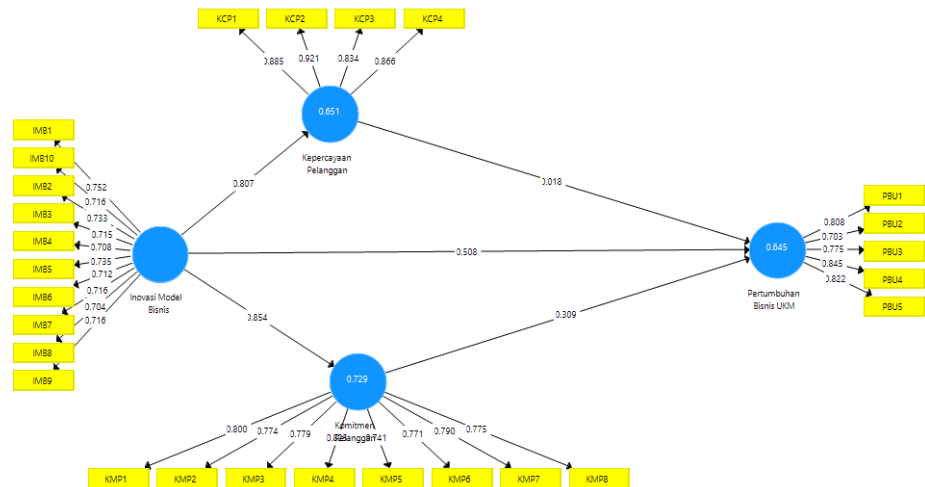 KCP1 KCP2 KCP3 KCP4
0.885 0.921 0.834 0.866
0.651
Kepercayaan
Pelanggan
IMB1
IMB10
IMB2
IMB3
IMB4
IMB5
IMB6
IMB7
IMB8
IMB9
0.752
0.716
0.733
0.715
0.708
0.735
0.712
0.716
0.704
0.716
Inovasi Model
Bisnis
0.807
0.018
0.508
0.854
0.309
0.645
Pertumbuhan
Bisnis UKM
0.808
0.703
0.775
0.845
0.822
PBU1
PBU2
PBU3
PBU4
PBU5
0.729
Komitmen
Pelanggan
0.800 0.774 0.779 0.741 0.771 0.790 0.775
KMP1 KMP2 KMP3 KMP4 KMP5 KMP6 KMP7 KMP8